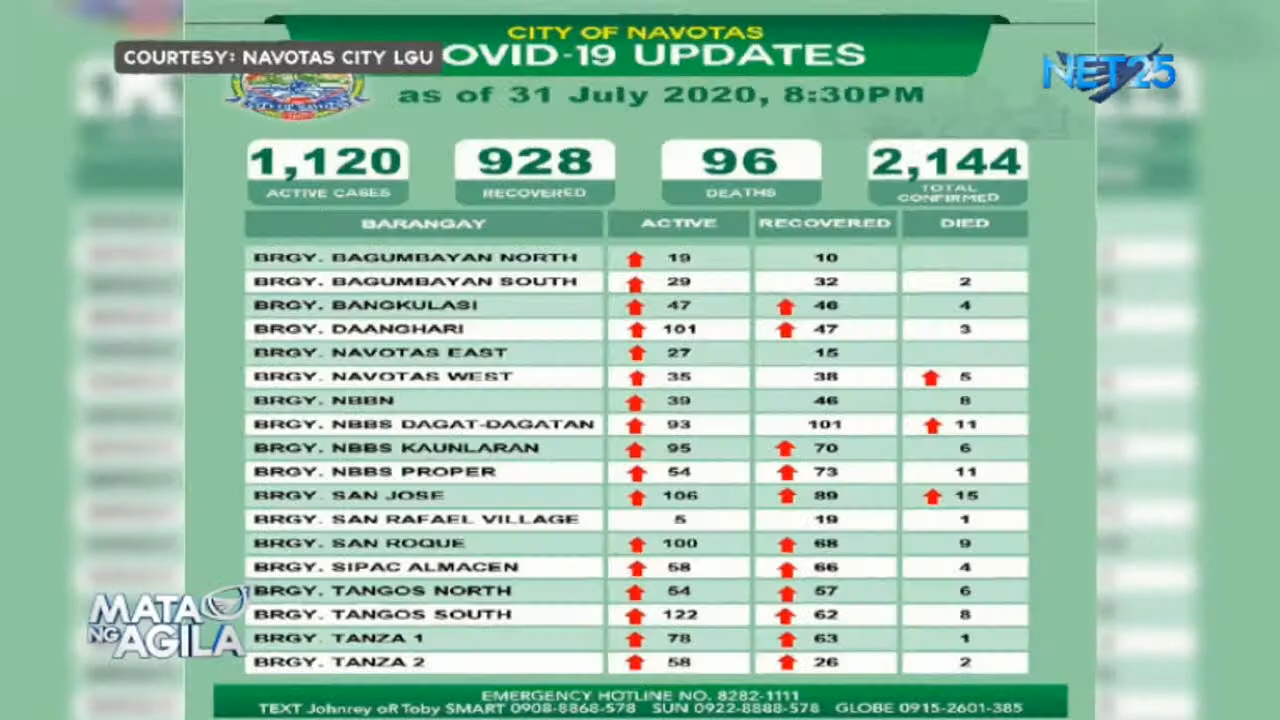 CITY OF NAVOTAS
COURTESY: NAVOTAS CITY LGU
OVID-19 UPDATES
NET25
as of 31 July 2020, 8:30PM
1,120 928 96 2,144
ACTIVE CASES RECOVERED DEATHS TOTAL CONFIRMED
BARANGAY ACTIVE RECOVERED DIED
BRGY. BAGUMBAYAN NORTH 19 10
BRGY. BAGUMBAYAN SOUTH 29 32 2
BRGY. BANGKULASI 47 46 4
BRGY. DAANGHARI 101 47 3
BRGY. NAVOTAS EAST 27 15
BRGY. NAVOTAS WEST 35 38 5
BRGY. NBBN 39 46 8
BRGY. NBBS DAGAT-DAGATAN 93 101 11
BRGY. NBBS KAUNLARAN 95 70 6
BRGY. NBBS PROPER 54 73 11
BRGY. SAN JOSE 106 89 15
BRGY. SAN RAFAEL VILLAGE 5 19 1
BRGY. SAN ROQUE 100 68 9
BRGY. SIPAC ALMACEN 58 66 4
BRGY. TANGOS NORTH 54 57 6
BRGY. TANGOS SOUTH 122 62 8
BRGY. TANZA 1 78 63 1
BRGY. TANZA 2 58 26 2
MATA
NG AGILA
EMERGENCY HOTLINE NO. 8282-1111
TEXT Johnrey oR Toby SMART 0908-8868-578 SUN 0922-8888-578 GLOBE 0915-2601-385